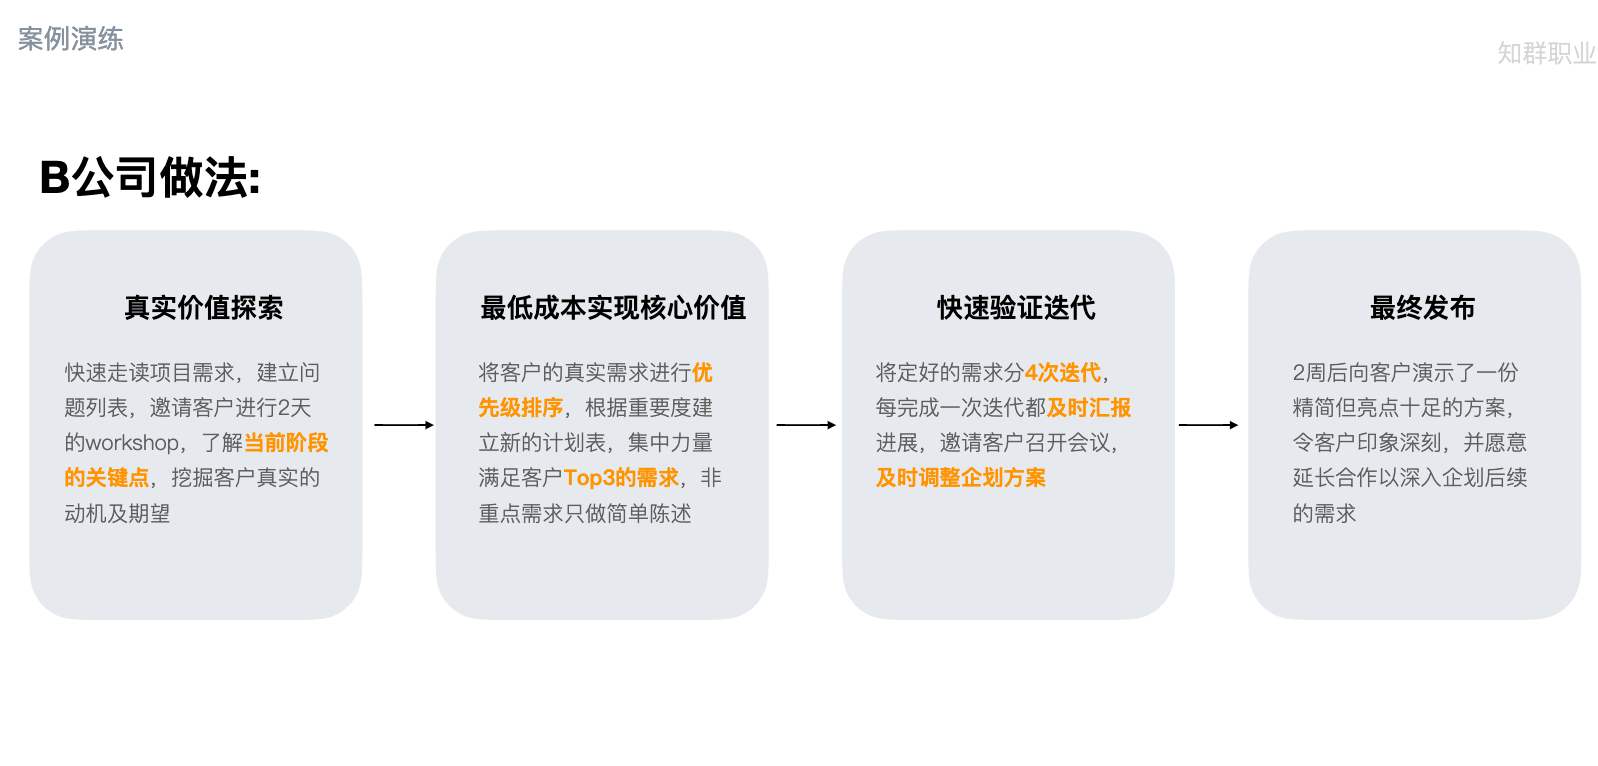 案例演练
知群职业
B公司做法:
真实价值探索
快速走读项目需求，建立问
题列表，邀请客户进行2天
的workshop，了解当前阶段
的关键点，挖掘客户真实的
动机及期望
最低成本实现核心价值
将客户的真实需求进行优
先级排序，根据重要度建
立新的计划表，集中力量
满足客户Top3的需求，非
重点需求只做简单陈述
快速验证迭代
将定好的需求分4次迭代，
每完成一次迭代都及时汇报
进展，邀请客户召开会议，
及时调整企划方案
最终发布
2周后向客户演示了一份
精简但亮点十足的方案，
令客户印象深刻，并愿意
延长合作以深入企划后续
的需求